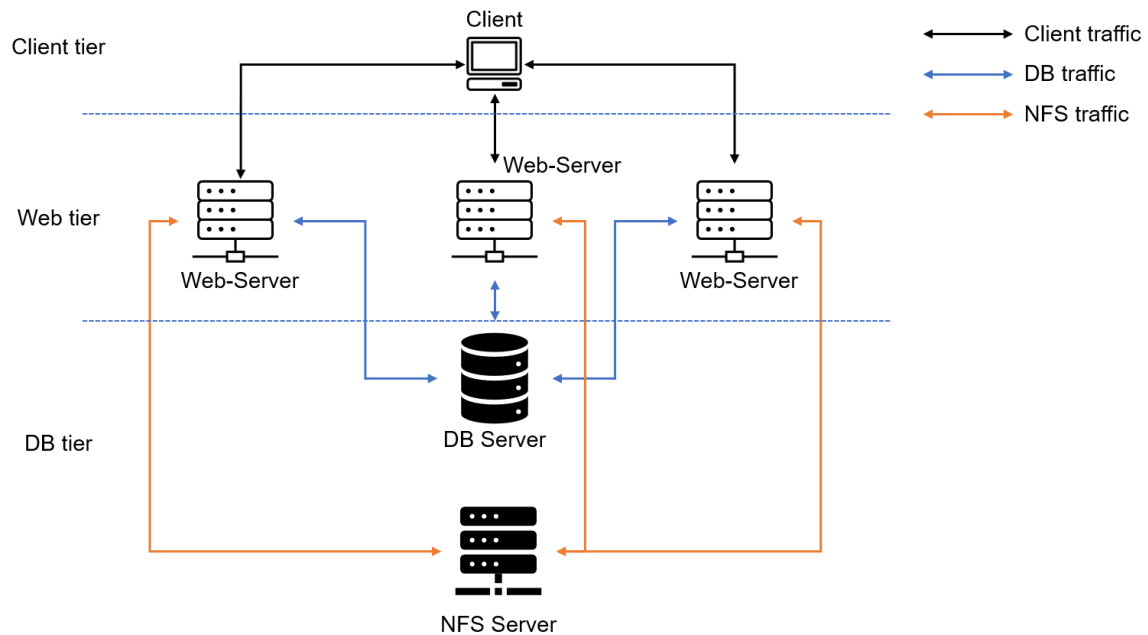 Client
Client tier
Client traffic
DB traffic
NFS traffic
Web-Server
Web tier
Web-Server
Web-Server
DB Server
DB tier
NFS Server